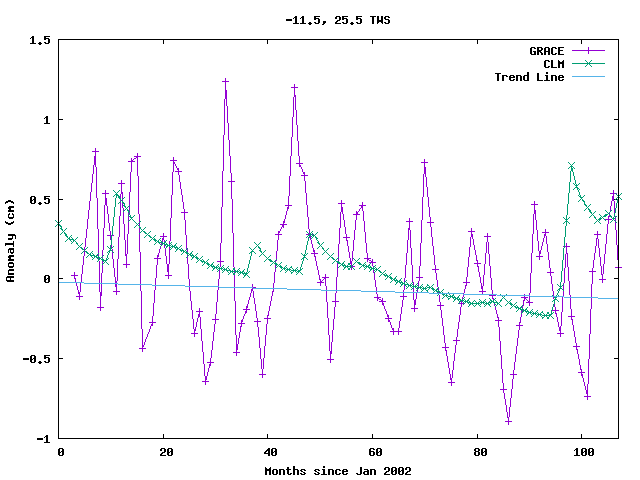 -11.5, 25.5 TWS
GRACE
CLM
Trend Line
1.5
1
0.5
0
-0.5
-1
Anomaly (cm)
0 20 40 60 80 100
Months since Jan 2002